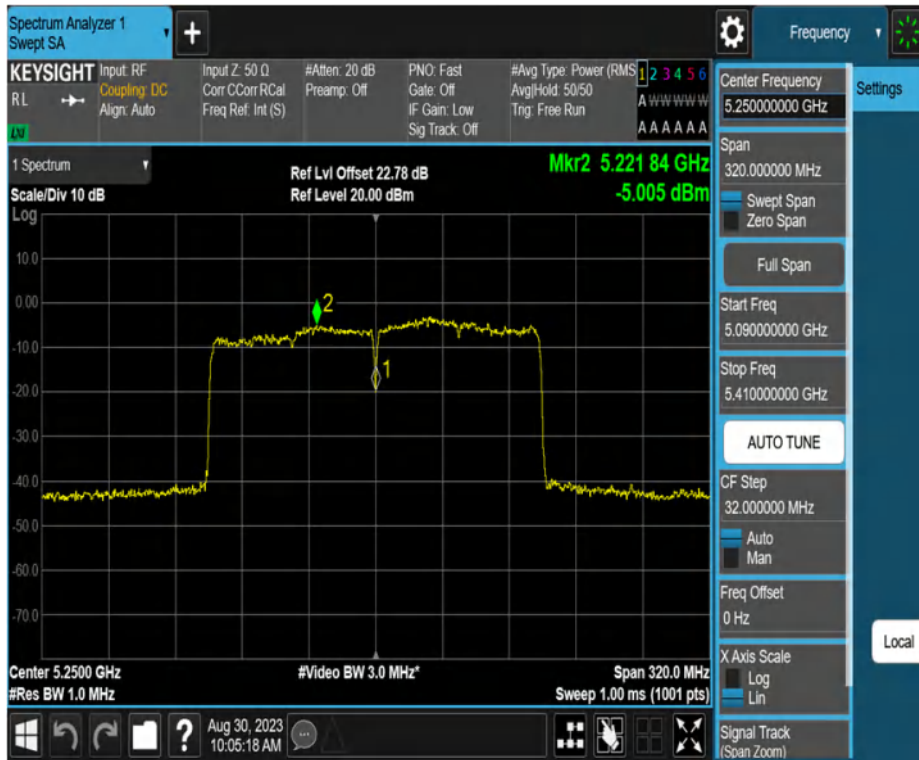 Spectrum Analyzer 1
Swept SA
+
Frequency
KEYSIGHT
RL
LXI
Input: RF
Coupling: DC
Align: Auto
Input Z: 50 Ω
Corr CCorr RCal
Freq Ref: Int (S)
#Atten: 20 dB
Preamp: Off
PNO: Fast
Gate: Off
IF Gain: Low
Sig Track: Off
#Avg Type: Power (RMS
Avg|Hold: 50/50
Trig: Free Run
1 2 3 4 5 6
A W W W W W
A A A A A A
1 Spectrum
Scale/Div 10 dB
Log
Ref Lvl Offset 22.78 dB
Ref Level 20.00 dBm
Mkr2 5.221 84 GHz
-5.005 dBm
10.0
0.00
-10.0
-20.0
-30.0
-40.0
-50.0
-60.0
-70.0
2
1
Center 5.2500 GHz
#Res BW 1.0 MHz
#Video BW 3.0 MHz*
Span 320.0 MHz
Sweep 1.00 ms (1001 pts)
?
Aug 30, 2023
10:05:18 AM
Center Frequency
5.250000000 GHz
Span
320.000000 MHz
Swept Span
Zero Span
Full Span
Start Freq
5.090000000 GHz
Stop Freq
5.410000000 GHz
AUTO TUNE
CF Step
32.000000 MHz
Auto
Man
Freq Offset
0 Hz
X Axis Scale
Log
Lin
Signal Track
(Span Zoom)
Settings
Local